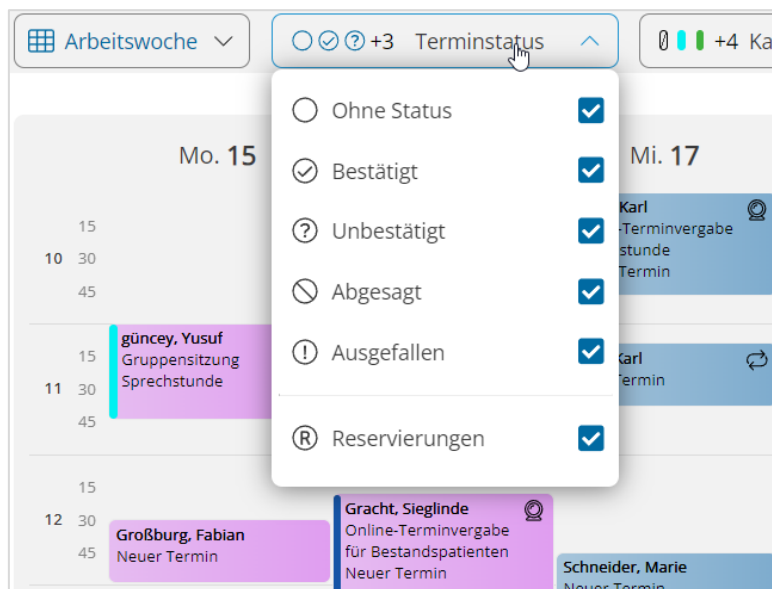 Arbeitswoche
+3 Terminstatus
+4
Ohne Status
Bestätigt
Unbestätigt
Abgesagt
Ausgefallen
R Reservierungen
Mo. 15
Mi. 17
15
10 30
45
15
11 30
45
15
12 30
45
güncey, Yusuf
Gruppensitzung
Sprechstunde
Großburg, Fabian
Neuer Termin
Gracht, Sieglinde
Online-Terminvergabe
für Bestandspatienten
Neuer Termin
Karl
-Terminvergabe
stunde
Termin
Karl
Termin
Schneider, Marie
Neuer Termin